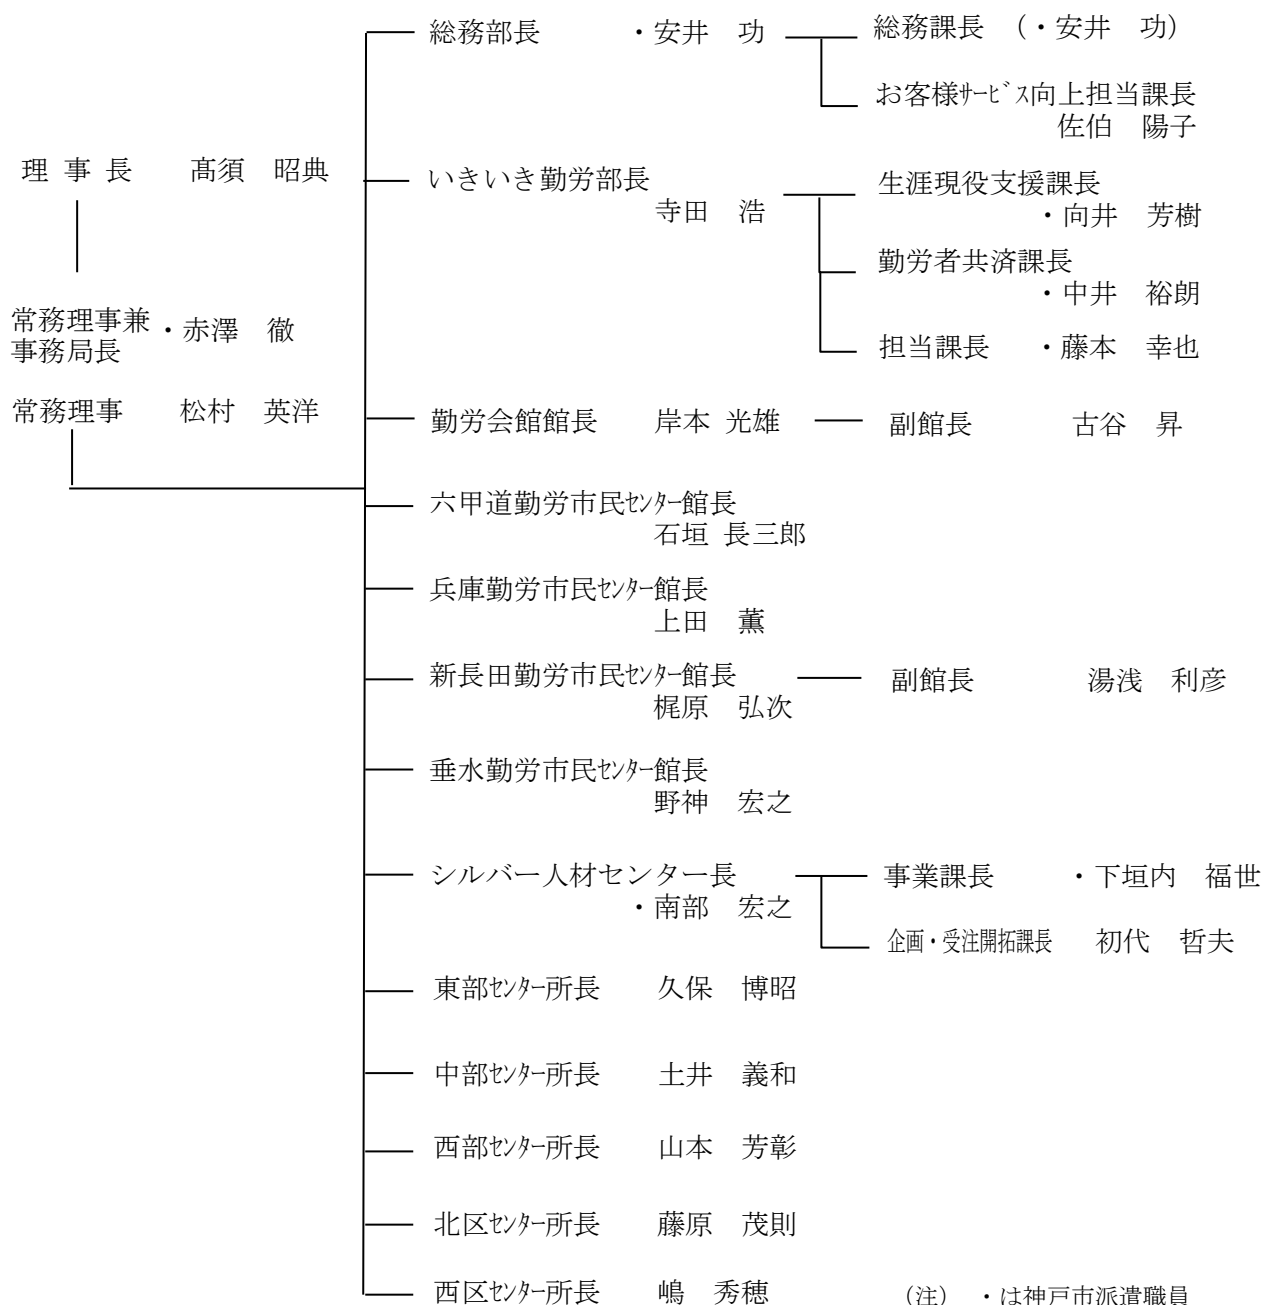 総務部長　・安井　功
総務課長　（・安井　功）
お客様ｻｰﾋﾞｽ向上担当課長
佐伯　陽子
理事長　髙須　昭典
いきいき勤労部長
寺田　浩
生涯現役支援課長
・向井　芳樹
勤労者共済課長
・中井　裕朗
担当課長　・藤本　幸也
常務理事兼
事務局長　・赤澤　徹
常務理事　松村　英洋
勤労会館館長　岸本 光雄
副館長　古谷　昇
六甲道勤労市民ｾﾝﾀｰ館長
石垣 長三郎
兵庫勤労市民ｾﾝﾀｰ館長
上田　薫
新長田勤労市民ｾﾝﾀｰ館長
梶原　弘次
副館長　湯浅　利彦
垂水勤労市民ｾﾝﾀｰ館長
野神　宏之
シルバー人材センター長
・南部　宏之
事業課長　・下垣内　福世
企画・受注開拓課長　初代　哲夫
東部ｾﾝﾀｰ所長　久保　博昭
中部ｾﾝﾀｰ所長　土井　義和
西部ｾﾝﾀｰ所長　山本　芳彰
北区ｾﾝﾀｰ所長　藤原　茂則
西区ｾﾝﾀｰ所長　嶋　秀穂
（注）　・は神戸市派遣職員